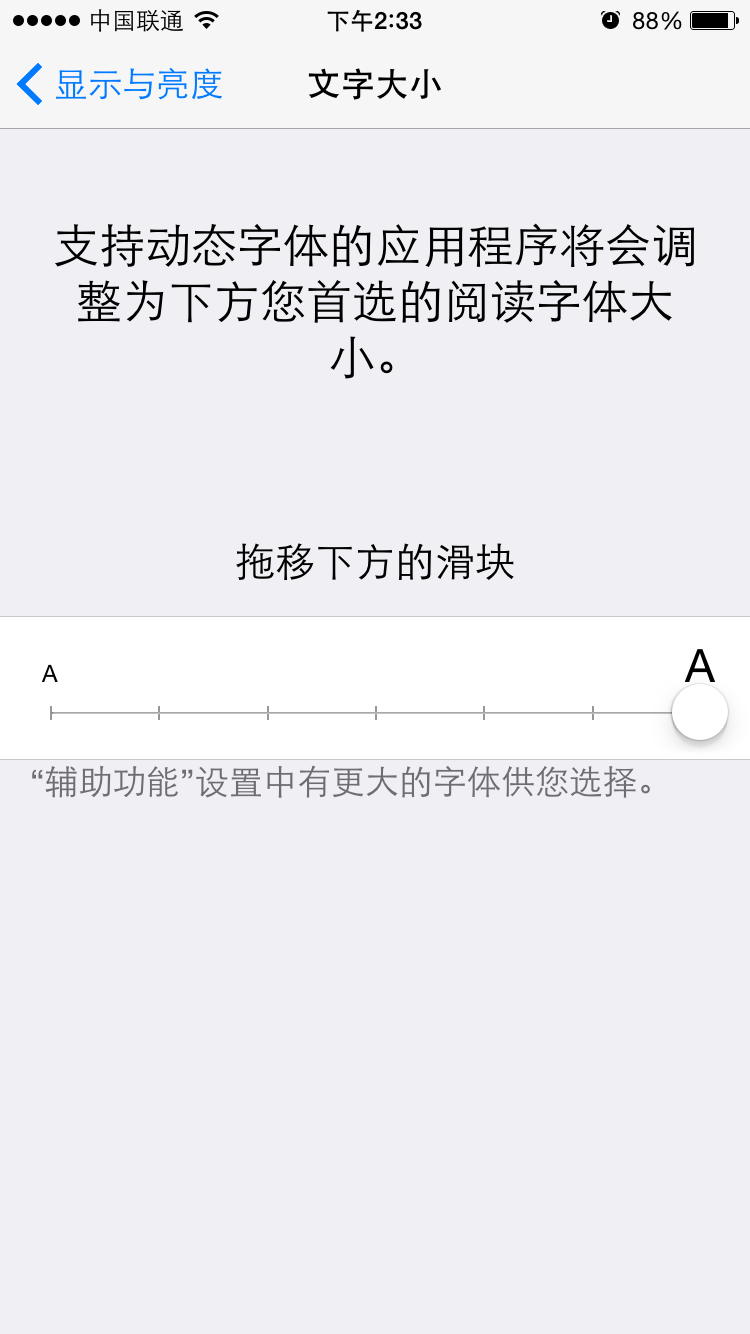 中国联通 下午2:33 88%
显示与亮度 文字大小
支持动态字体的应用程序将会调
整为下方您首选的阅读字体大
小。
拖移下方的滑块
A A
“辅助功能”设置中有更大的字体供您选择。